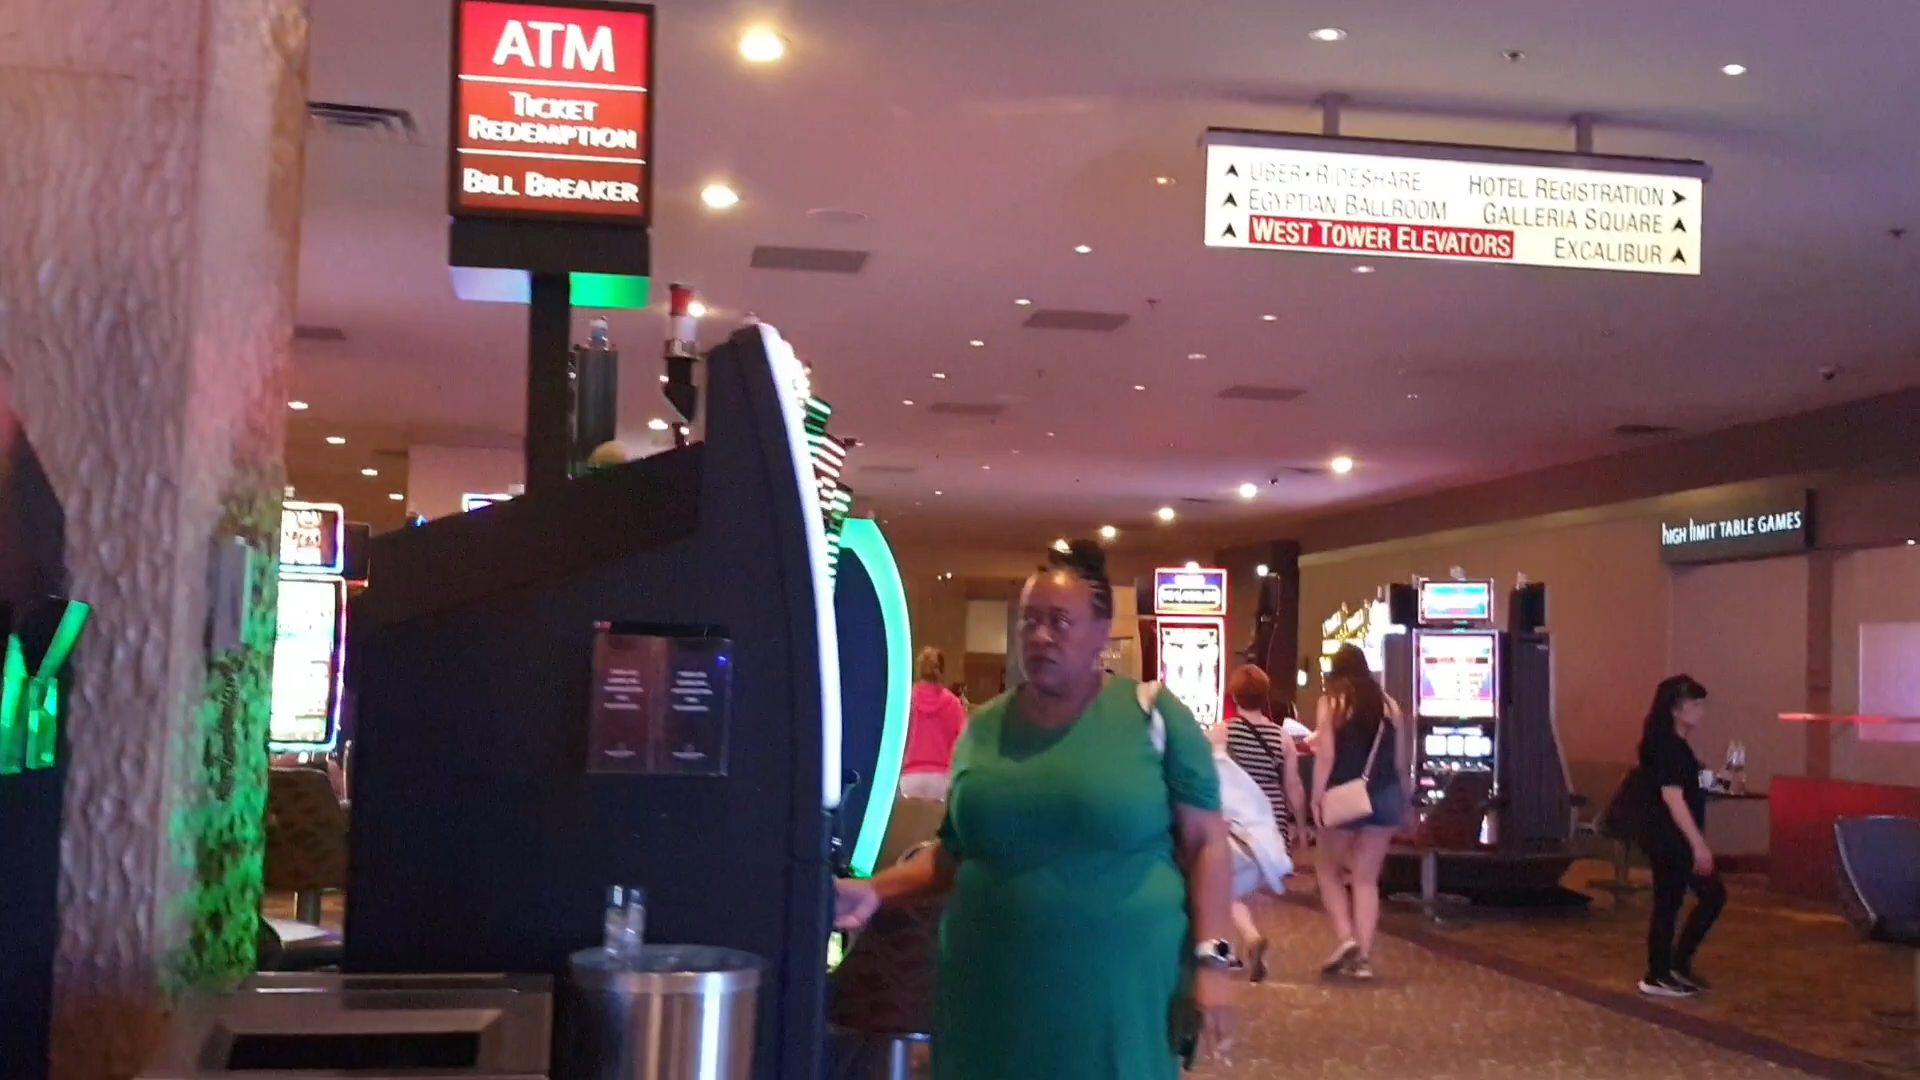 ATM
TICKET
REDEMPTION
BILL BREAKER
UBER • RIDESHARE
EGYPTIAN BALLROOM
WEST TOWER ELEVATORS
HOTEL REGISTRATION
GALLERIA SQUARE
EXCALIBUR
HIGH LIMIT TABLE GAMES